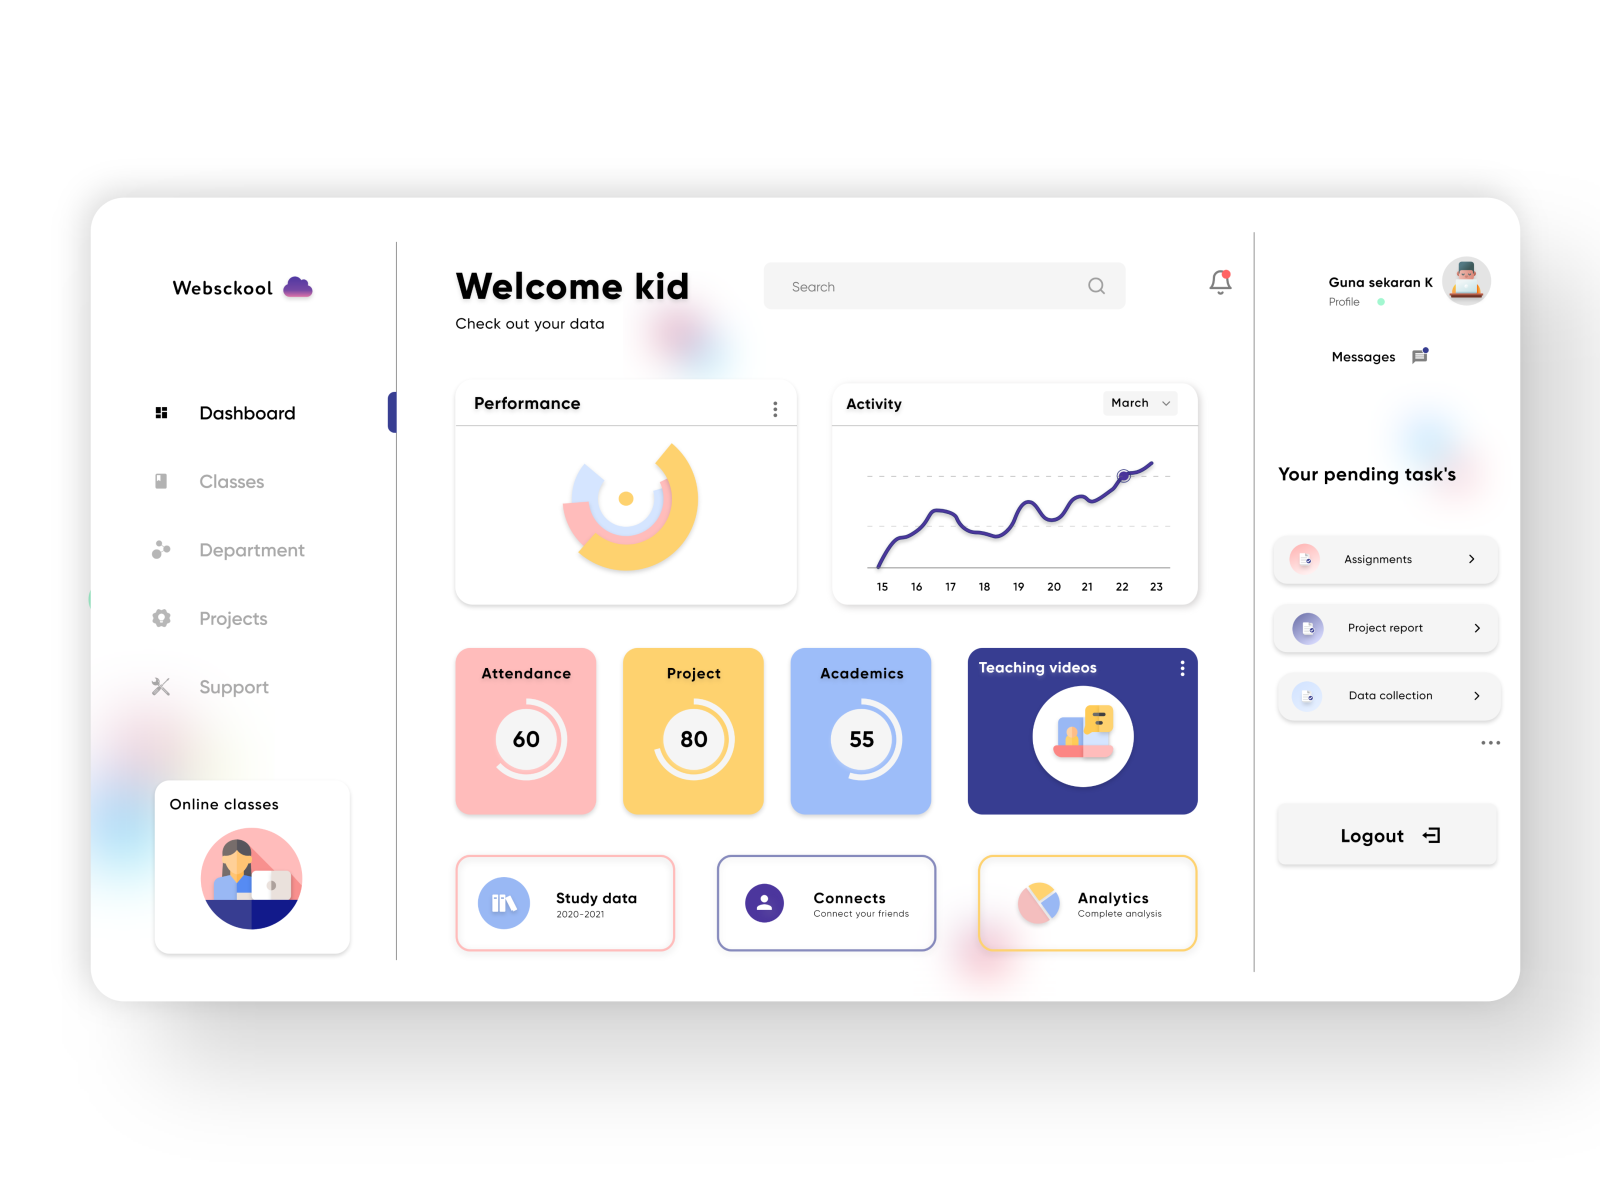 Websckool
Dashboard
Classes
Department
Projects
Support
Online classes
Welcome kid
Check out your data
Search
Performance
Activity
March
15 16 17 18 19 20 21 22 23
Attendance
60
Project
80
Academics
55
Teaching videos
Study data
2020-2021
Connects
Connect your friends
Analytics
Complete analysis
Guna sekaran K
Profile
Messages
Your pending task's
Assignments
Project report
Data collection
Logout